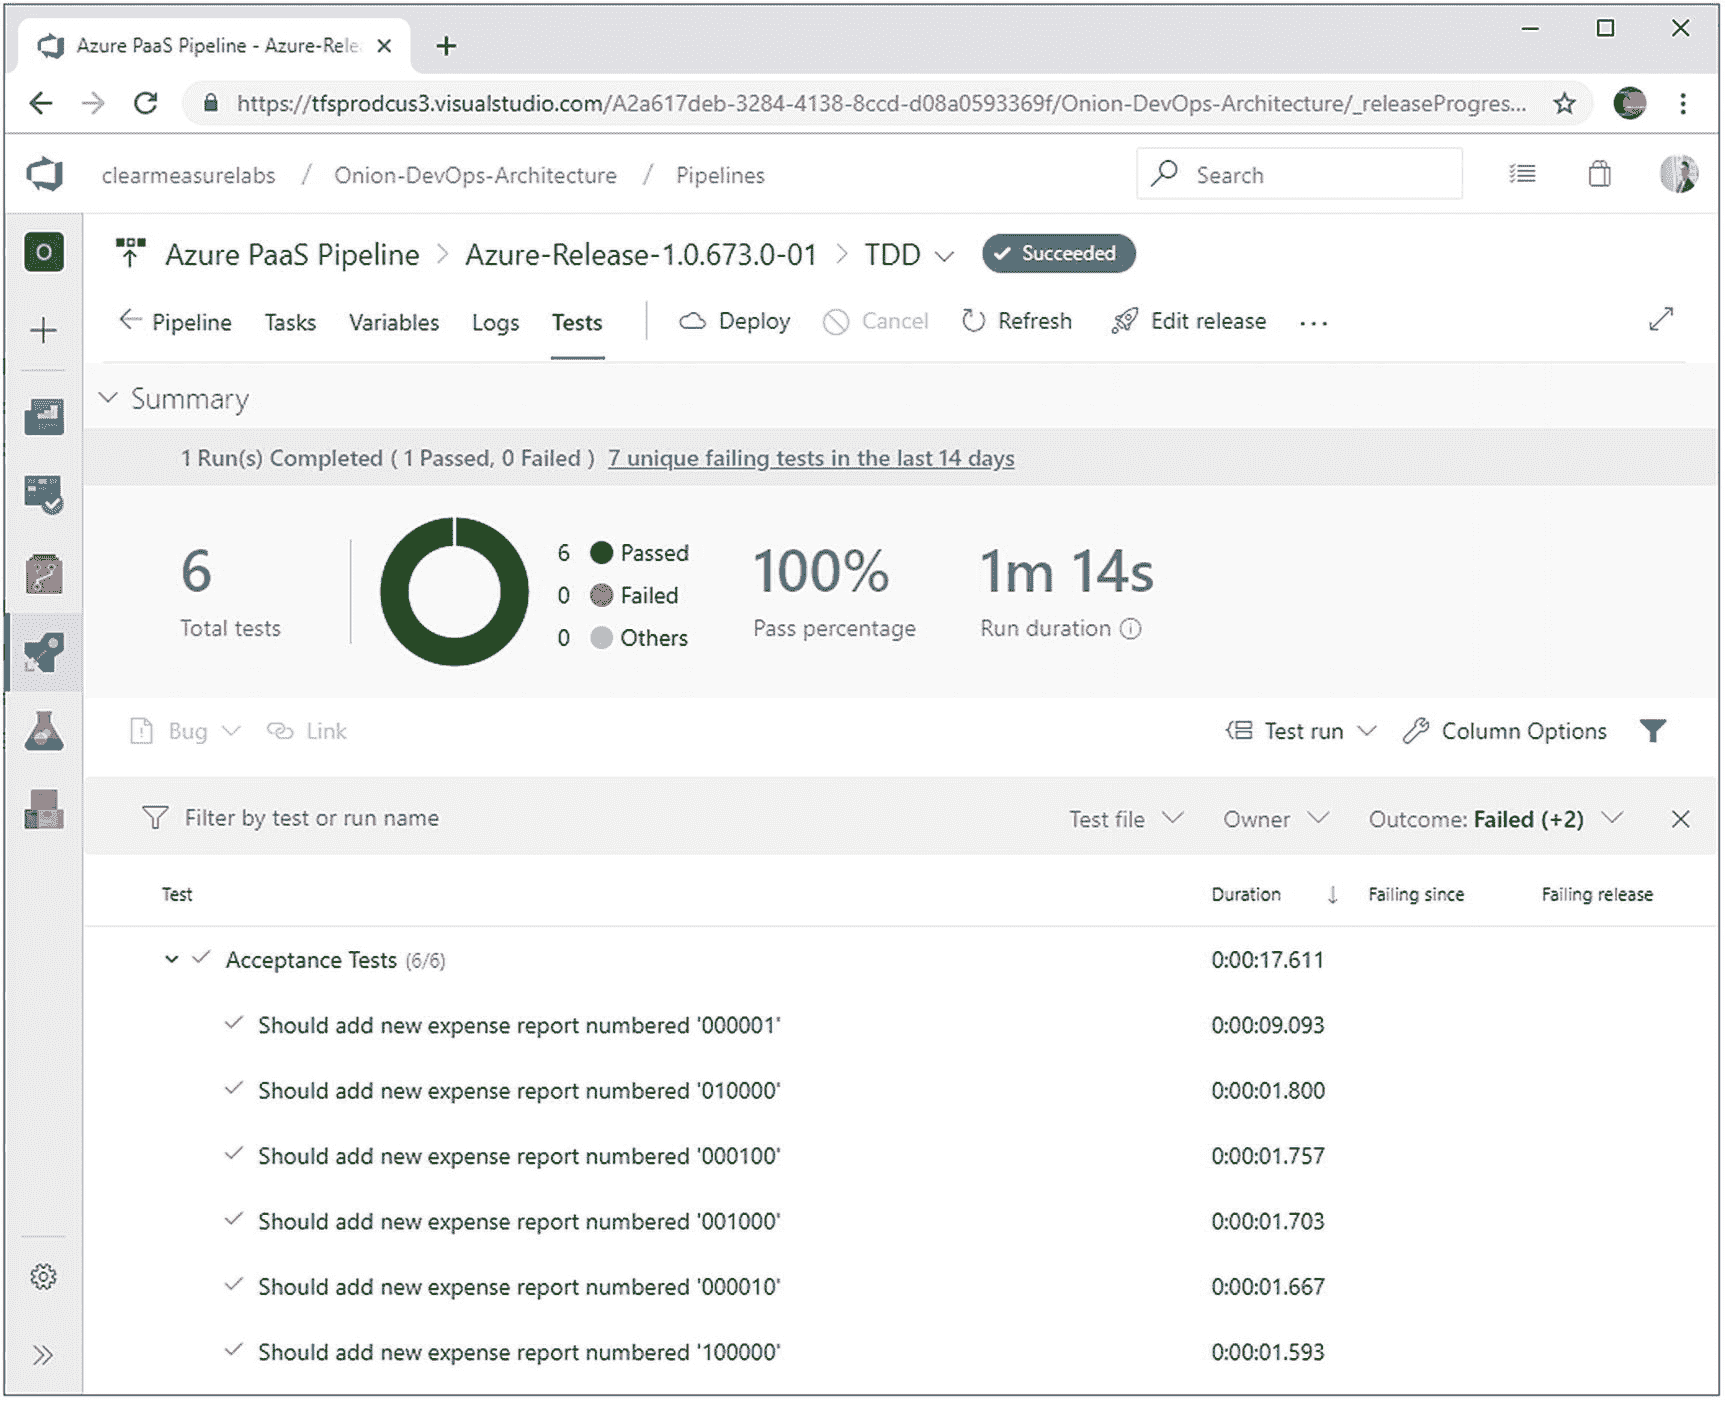 Azure PaaS Pipeline - Azure-Rele
https://tfsprodcus3.visualstudio.com/A2a617deb-3284-4138-8ccd-d08a0593369f/Onion-DevOps-Architecture/_releaseProgres...
clearmeasurelabs / Onion-DevOps-Architecture / Pipelines
Search
O
Azure PaaS Pipeline > Azure-Release-1.0.673.0-01 > TDD
Succeeded
Pipeline Tasks Variables Logs Tests Deploy Cancel Refresh Edit release ...
Summary
1 Run(s) Completed ( 1 Passed, 0 Failed ) 7 unique failing tests in the last 14 days
6
Total tests
6 Passed
0 Failed
0 Others
100%
Pass percentage
1m 14s
Run duration
Bug Link Test run Column Options
Filter by test or run name Test file Owner Outcome: Failed (+2)
Test Duration Failing since Failing release
Acceptance Tests (6/6) 0:00:17.611
Should add new expense report numbered '000001' 0:00:09.093
Should add new expense report numbered '010000' 0:00:01.800
Should add new expense report numbered '000100' 0:00:01.757
Should add new expense report numbered '001000' 0:00:01.703
Should add new expense report numbered '000010' 0:00:01.667
Should add new expense report numbered '100000' 0:00:01.593